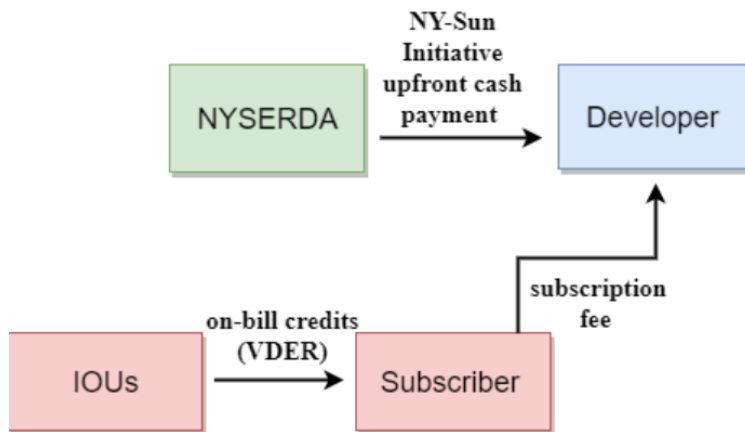 NY-Sun
Initiative
upfront cash
payment
NYSERDA
Developer
subscription
fee
on-bill credits
(VDER)
IOUs
Subscriber